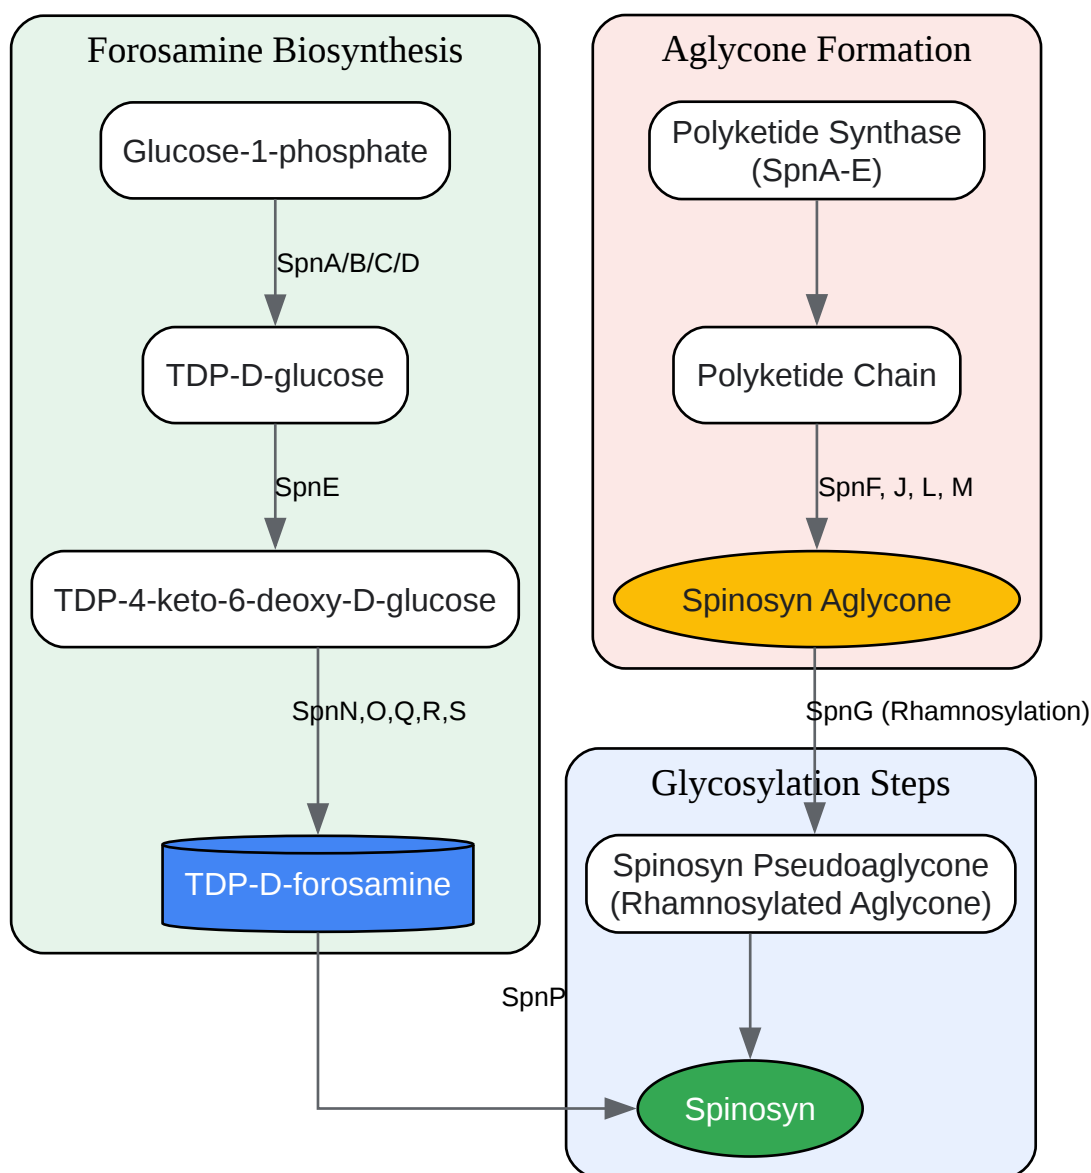 Forosamine Biosynthesis
Glucose-1-phosphate
SpnA/B/C/D
TDP-D-glucose
SpnE
TDP-4-keto-6-deoxy-D-glucose
SpnN,O,Q,R,S
TDP-D-forosamine
SpnP
Aglycone Formation
Polyketide Synthase
(SpnA-E)
Polyketide Chain
SpnF, J, L, M
Spinosyn Aglycone
SpnG (Rhamnosylation)
Glycosylation Steps
Spinosyn Pseudoaglycone
(Rhamnosylated Aglycone)
Spinosyn